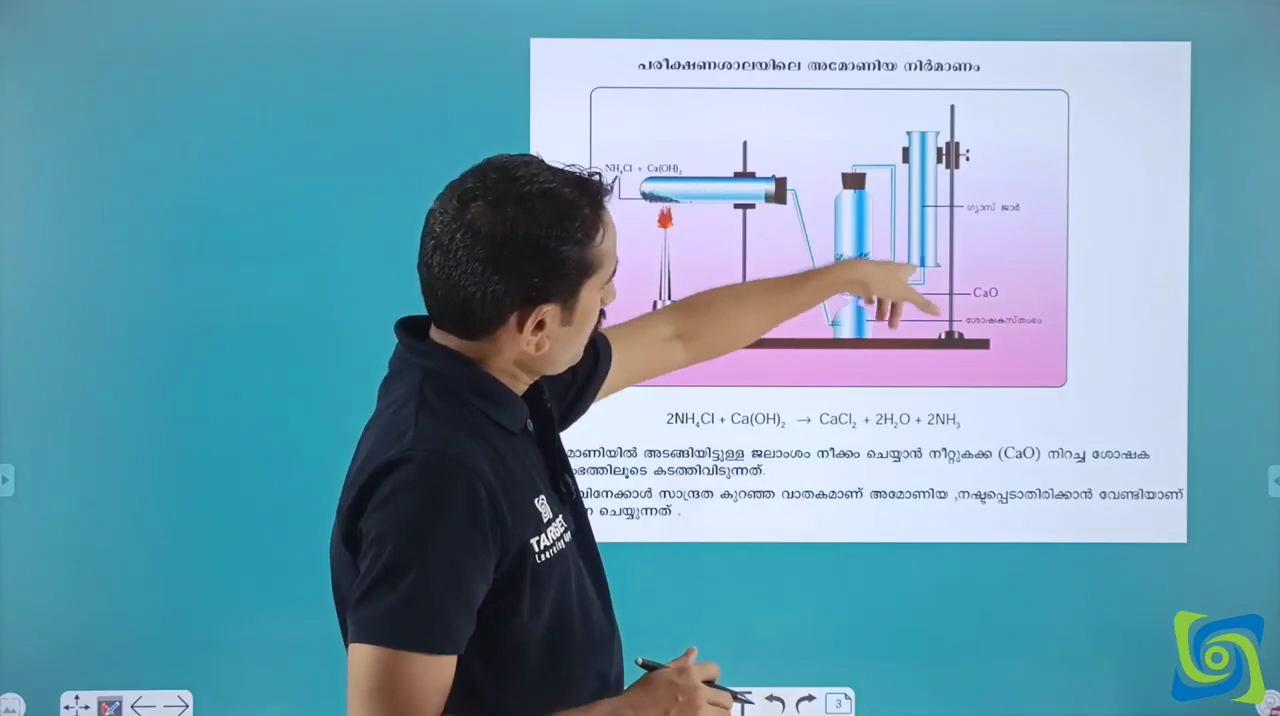 പരീക്ഷണശാലയിലെ അമോണിയ നിർമാണം
NH₄Cl + Ca(OH)₂
ഗ്യാസ് ജാർ
CaO
ശോഷകസ്തംഭം
2NH₄Cl + Ca(OH)₂ → CaCl₂ + 2H₂O + 2NH₃
അടങ്ങിയിട്ടുള്ള ജലാംശം നീക്കം ചെയ്യാൻ നീറ്റുകക്ക (CaO) നിറച്ച ശോഷക
കടത്തിവിടുന്നത്.
സാന്ദ്രത കുറഞ്ഞ വാതകമാണ് അമോണിയ ,നഷ്ടപ്പെടാതിരിക്കാൻ വേണ്ടിയാണ്
ചെയ്യുന്നത് .
TARGET
Learning
3